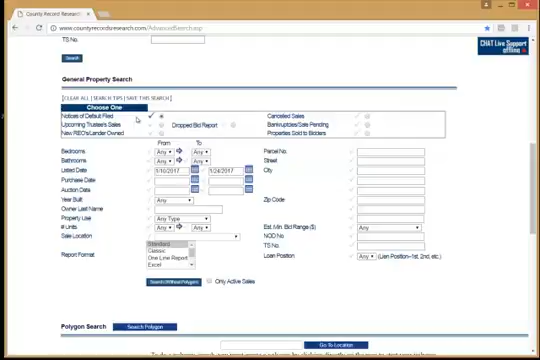 County Record Research.com
www.countyrecordsresearch.com/AdvancedSearch.asp
TS No.
CHAT Live Support
offline
Search
General Property Search
[CLEAR ALL | SEARCH TIPS | SAVE THIS SEARCH]
Choose One
Notices of Default Filed
Canceled Sales
Upcoming Trustee's Sales
Dropped Bid Report
Bankruptcies/Sale Pending
New REO's/Lender Owned
Properties Sold to Bidders
From To
Bedrooms Any Any Parcel No.
Bathrooms Any Any Street
Listed Date 1/10/2017 1/24/2017 City
Purchase Date
Auction Date
Year Built Any Zip Code
Owner Last Name
Property Use Any Type
# Units Any Any Est. Min. Bid Range ($) Any
Sale Location NOD No.
Standard
TS No.
Classic
Report Format One Line Report Loan Position Any (Lien Position-1st, 2nd, etc.)
Excel
Search Without Polygons Only Active Sales
Polygon Search Search Polygon
Go To Location